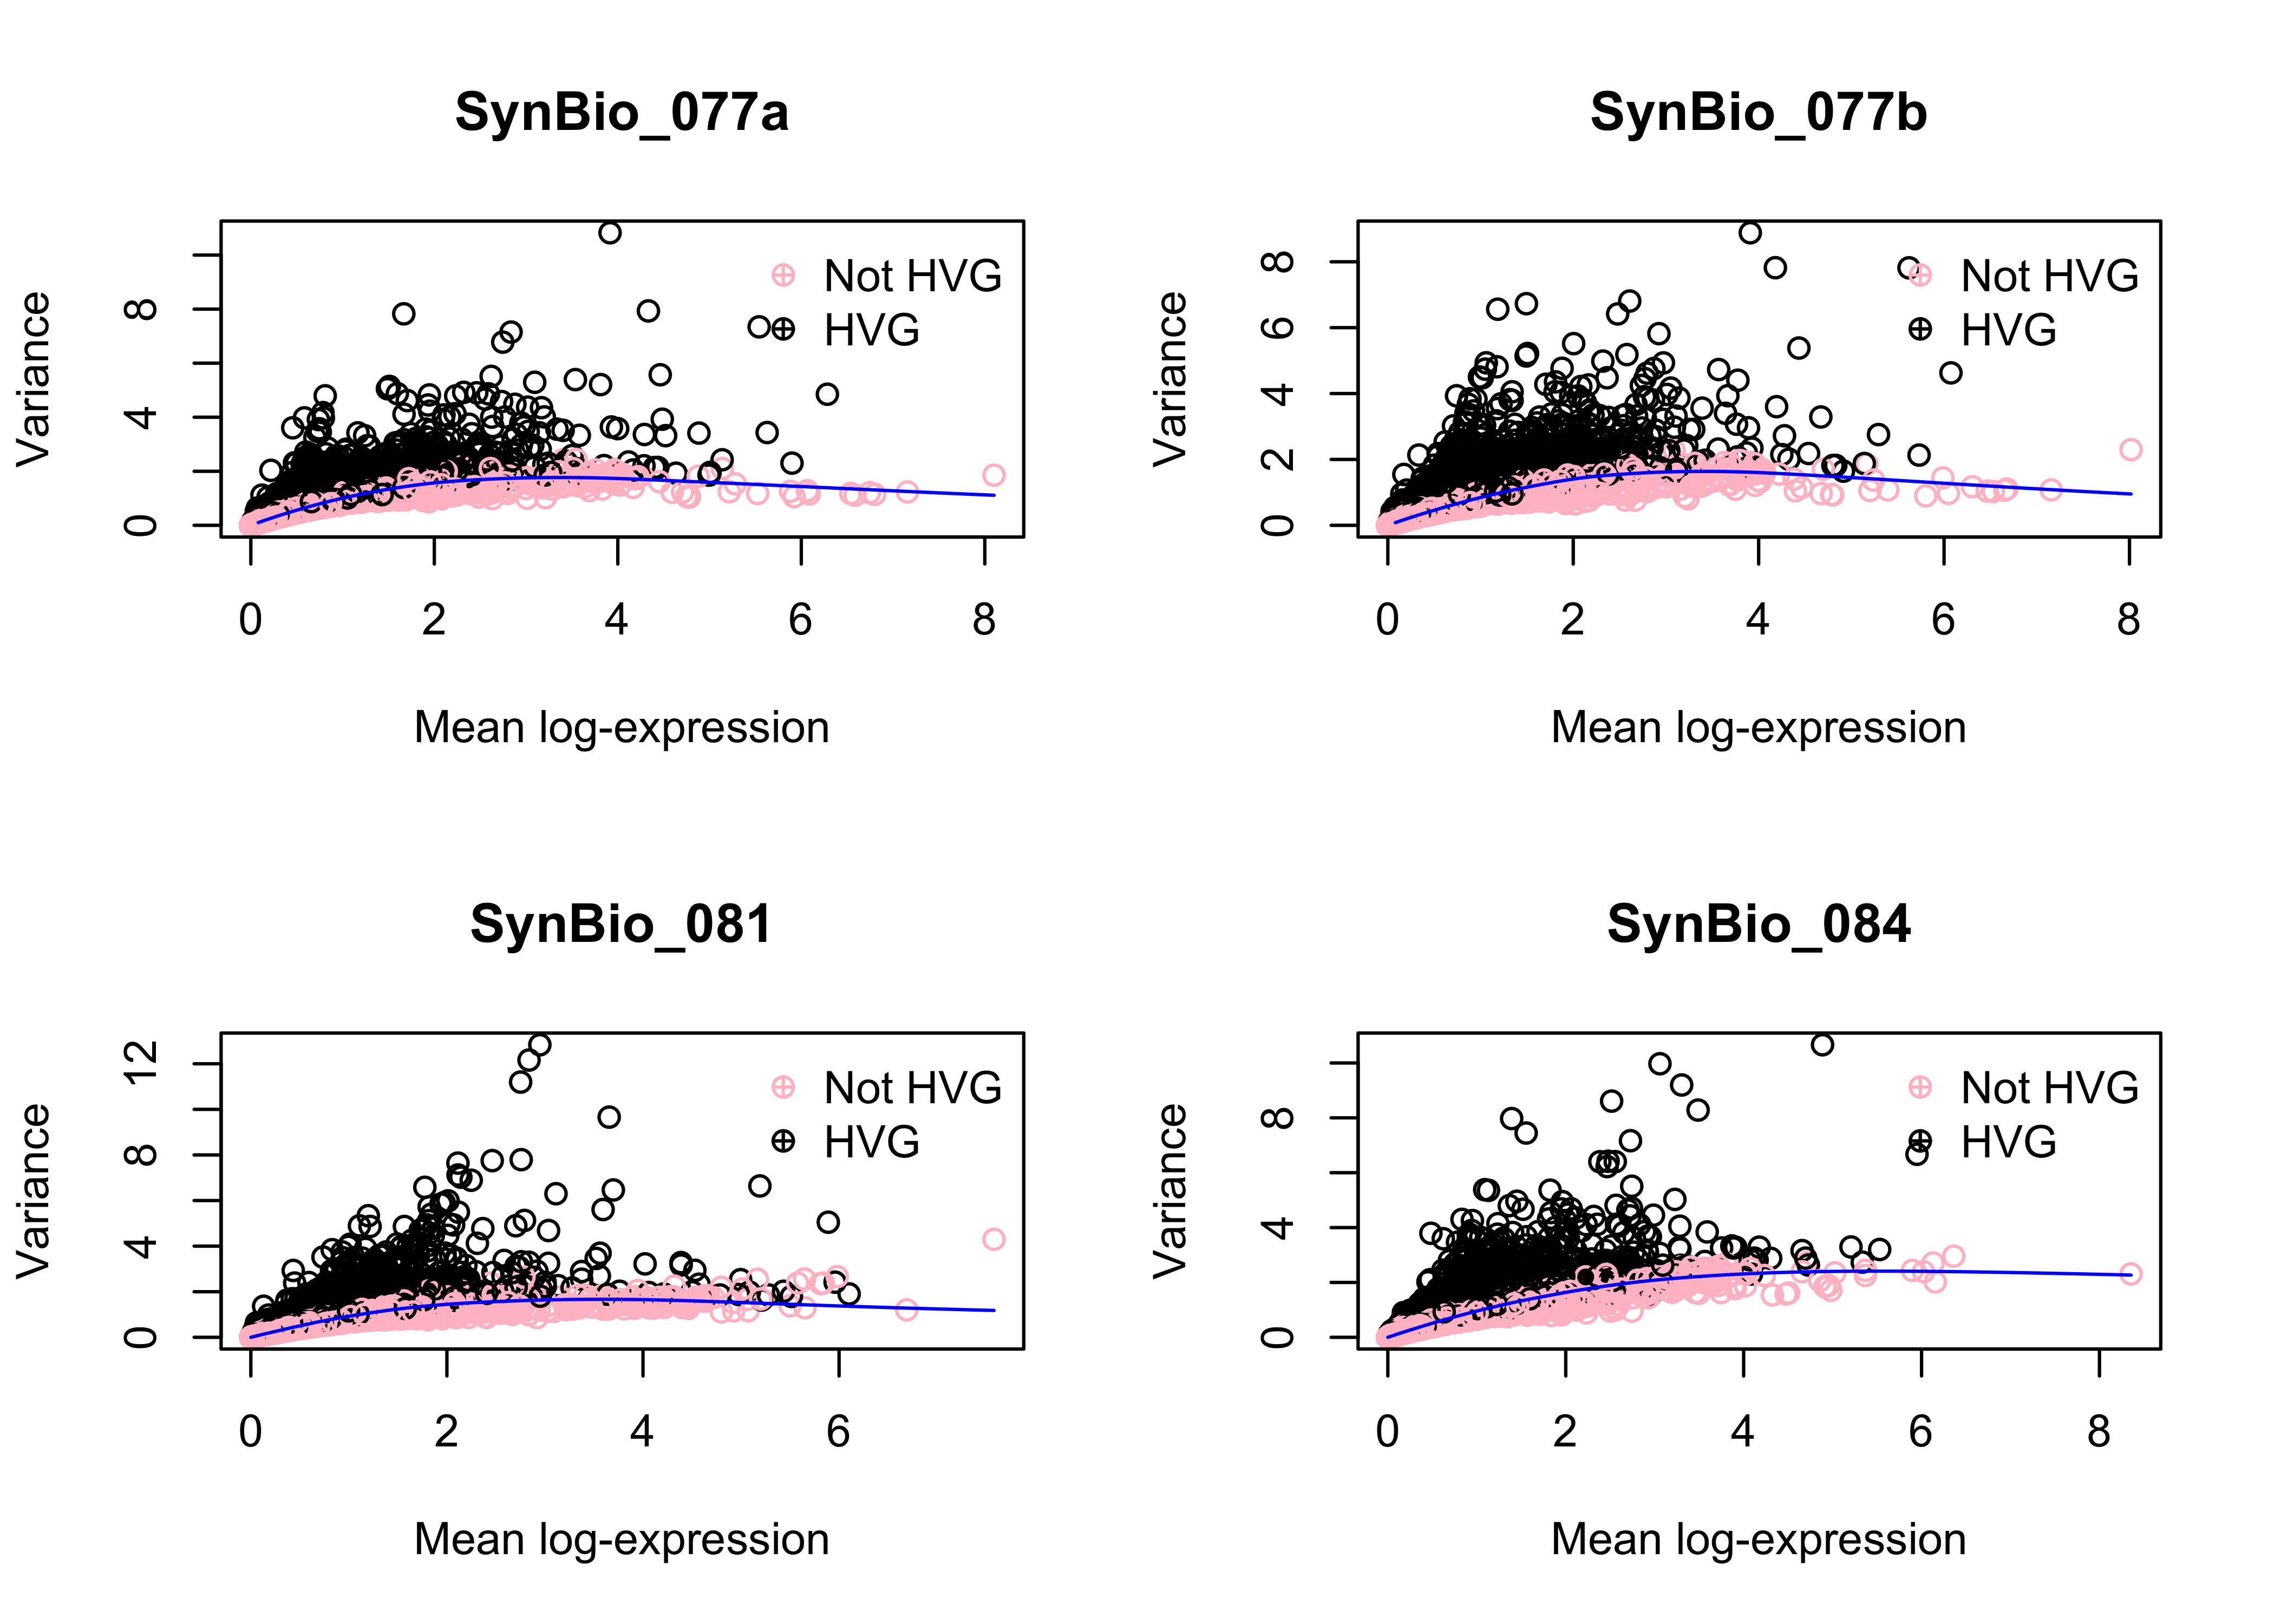 SynBio_077a
Variance
0 4 8
Not HVG
HVG
0 2 4 6 8
Mean log-expression
SynBio_077b
Variance
0 2 4 6 8
Not HVG
HVG
0 2 4 6 8
Mean log-expression
SynBio_081
Variance
0 4 8 12
Not HVG
HVG
0 2 4 6
Mean log-expression
SynBio_084
Variance
0 4 8
Not HVG
HVG
0 2 4 6 8
Mean log-expression